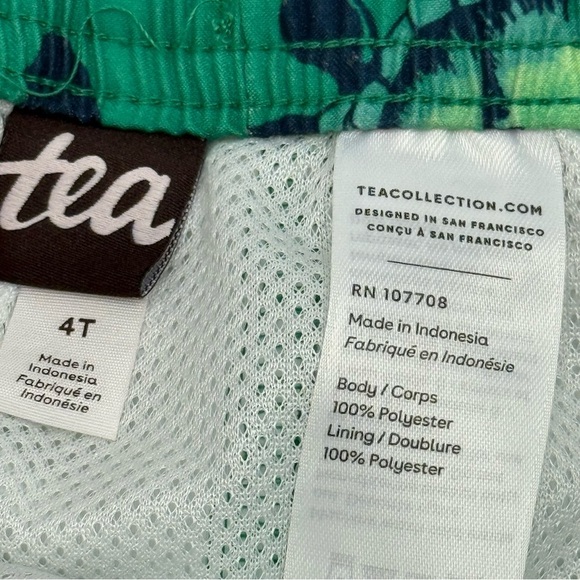 tea
4T
Made in
Indonesia
Fabriqué en
Indonésie
TEACOLLECTION.COM
DESIGNED IN SAN FRANCISCO
CONÇU À SAN FRANCISCO
RN 107708
Made in Indonesia
Fabriqué en Indonésie
Body / Corps
100% Polyester
Lining / Doublure
100% Polyester